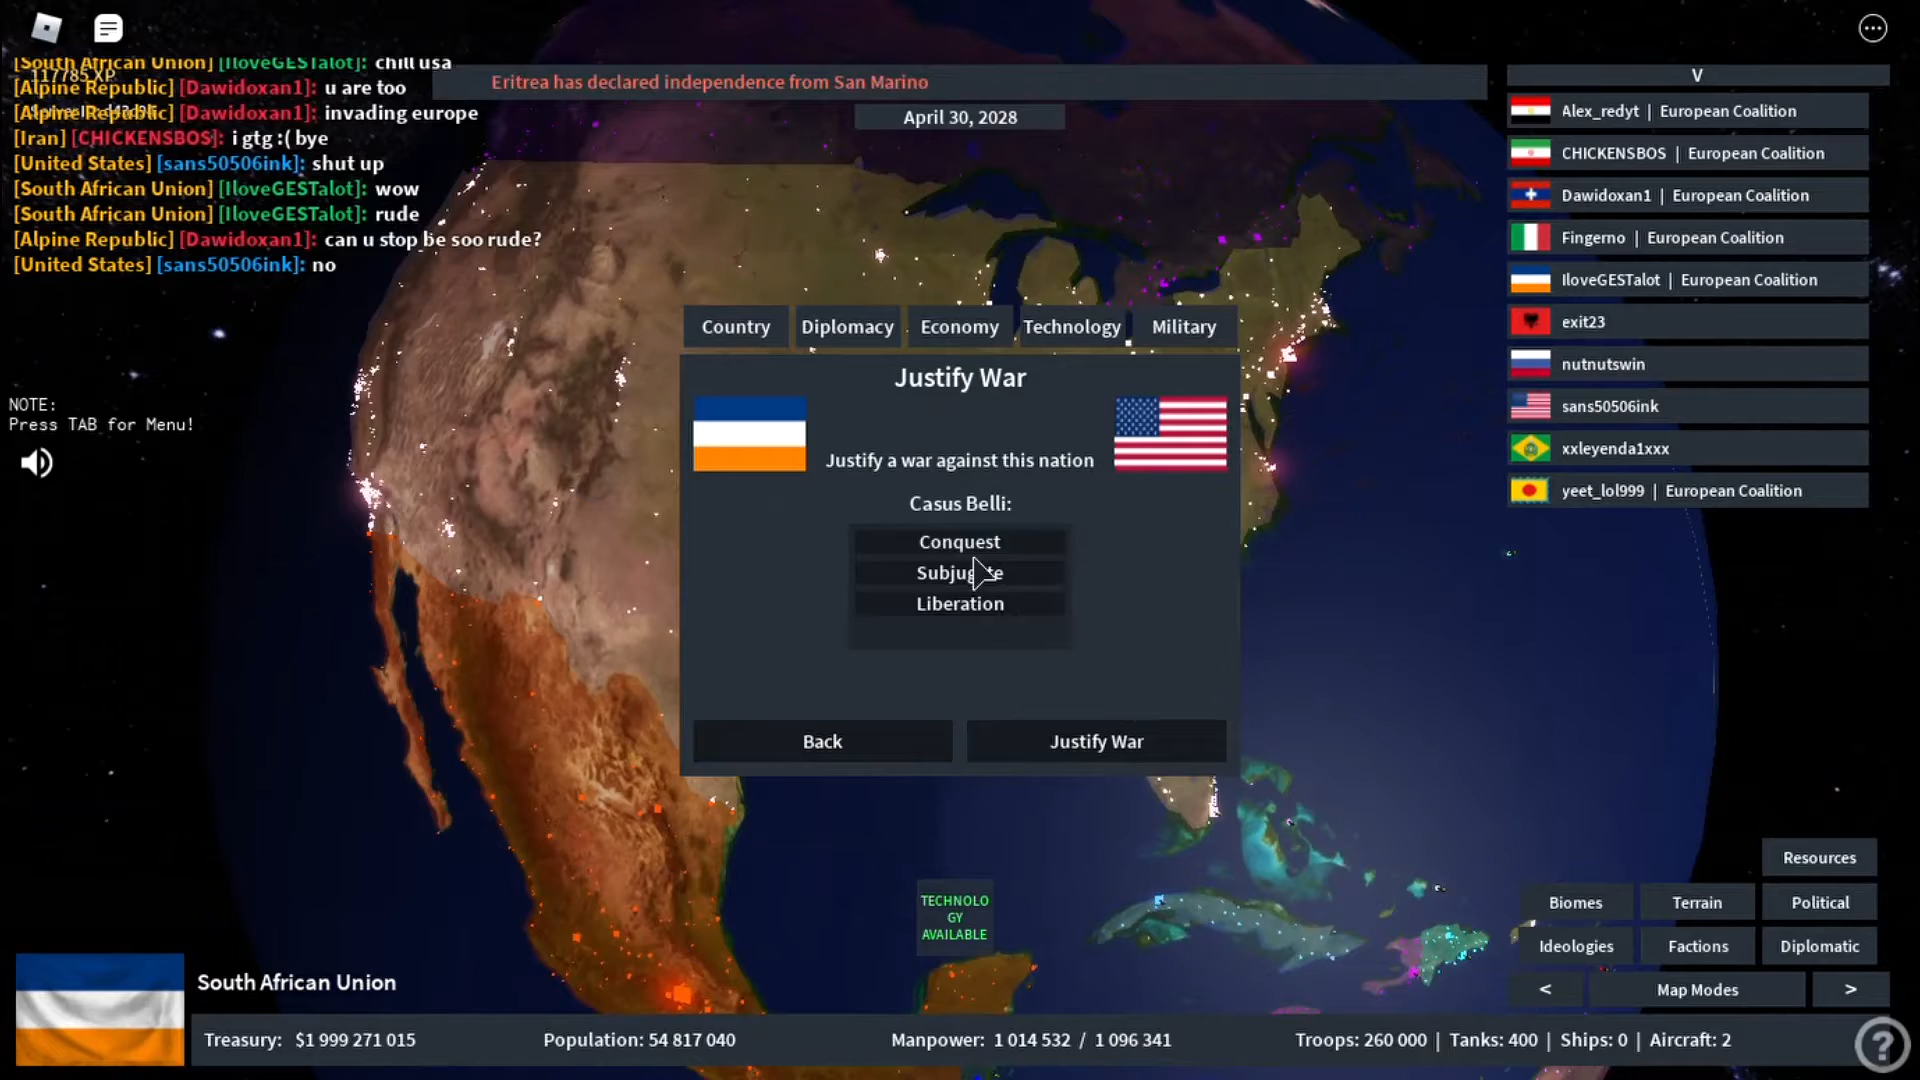 [South African Union] [IloveGESTalot]: chill usa
117785 XP
[Alpine Republic] [Dawidoxan1]: u are too
[Alpine Republic] [Dawidoxan1]: invading europe
[Iran] [CHICKENSBOS]: i gtg :( bye
[United States] [sans50506ink]: shut up
[South African Union] [IloveGESTalot]: wow
[South African Union] [IloveGESTalot]: rude
[Alpine Republic] [Dawidoxan1]: can u stop be soo rude?
[United States] [sans50506ink]: no
NOTE:
Press TAB for Menu!
Eritrea has declared independence from San Marino
April 30, 2028
V
Alex_redyt | European Coalition
CHICKENSBOS | European Coalition
Dawidoxan1 | European Coalition
Fingerno | European Coalition
IloveGESTalot | European Coalition
exit23
nutnutswin
sans50506ink
xxleyenda1xxx
yeet_lol999 | European Coalition
Country
Diplomacy
Economy
Technology
Military
Justify War
Justify a war against this nation
Casus Belli:
Conquest
Subjugate
Liberation
Back
Justify War
TECHNOLO
GY
AVAILABLE
Resources
Biomes
Terrain
Political
Ideologies
Factions
Diplomatic
<
Map Modes
>
South African Union
Treasury: $1 999 271 015
Population: 54 817 040
Manpower: 1 014 532 / 1 096 341
Troops: 260 000 | Tanks: 400 | Ships: 0 | Aircraft: 2
?